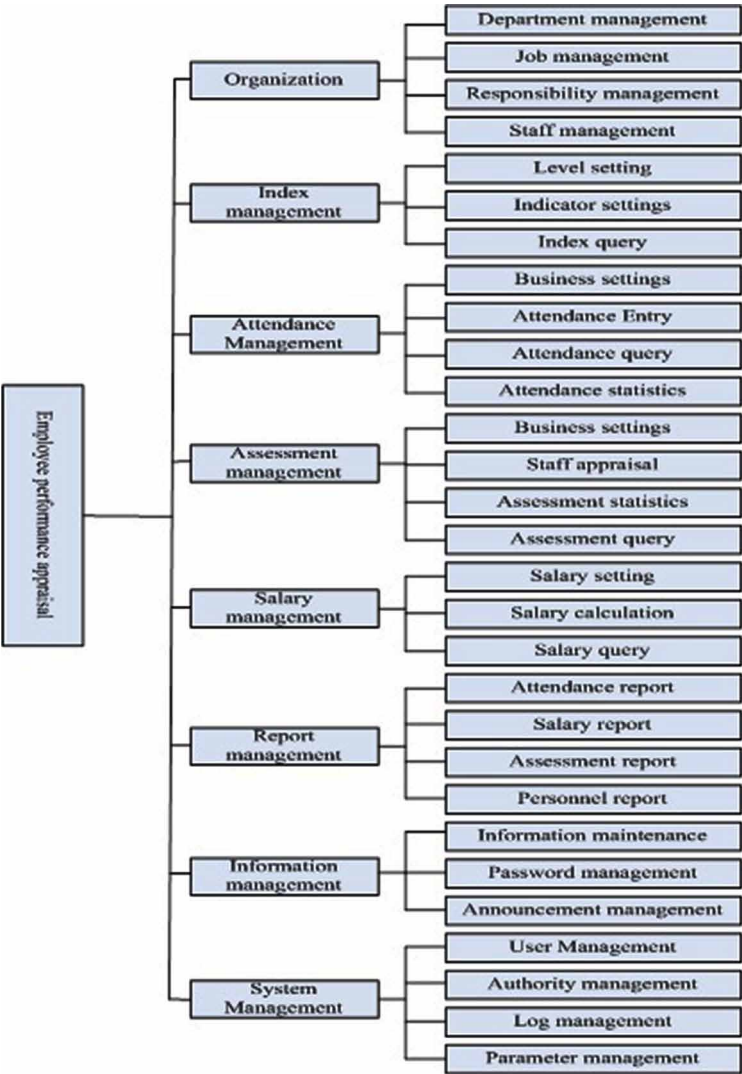 Employee performance appraisal
Organization
Department management
Job management
Responsibility management
Staff management
Index
management
Level setting
Indicator settings
Index query
Attendance
Management
Business settings
Attendance Entry
Attendance query
Attendance statistics
Assessment
management
Business settings
Staff appraisal
Assessment statistics
Assessment query
Salary
management
Salary setting
Salary calculation
Salary query
Report
management
Attendance report
Salary report
Assessment report
Personnel report
Information
management
Information maintenance
Password management
Announcement management
System
Management
User Management
Authority management
Log management
Parameter management